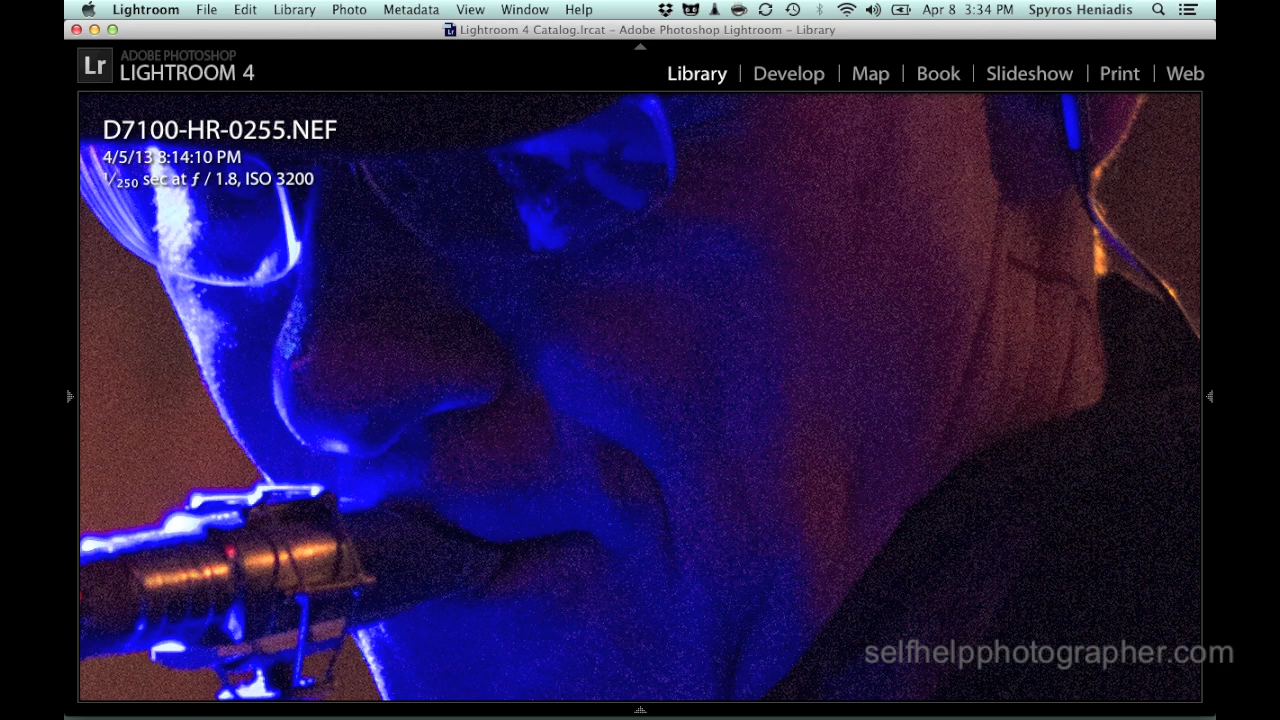 Lightroom File Edit Library Photo Metadata View Window Help Apr 8 3:34 PM Spyros Heniadis
Lightroom 4 Catalog.lrcat – Adobe Photoshop Lightroom – Library
Lr ADOBE PHOTOSHOP
LIGHTROOM 4
Library | Develop | Map | Book | Slideshow | Print | Web
D7100-HR-0255.NEF
4/5/13 8:14:10 PM
1/250 sec at ƒ / 1.8, ISO 3200
selfhelpphotographer.com